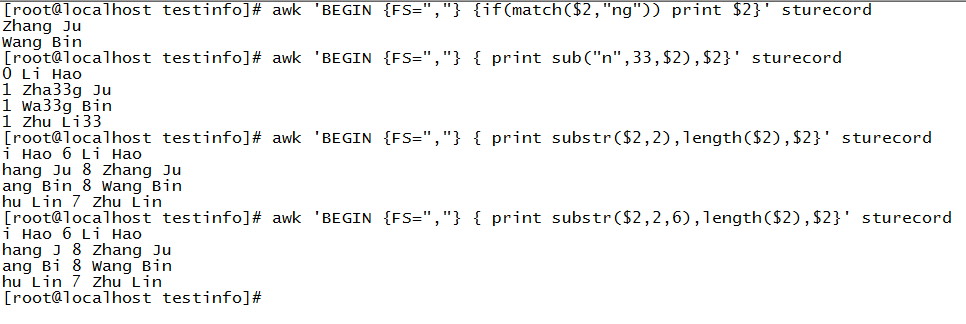 [root@localhost testinfo]# awk 'BEGIN {FS=","} {if(match($2,"ng")) print $2}' sturecord
Zhang Ju
Wang Bin
[root@localhost testinfo]# awk 'BEGIN {FS=","} { print sub("n",33,$2),$2}' sturecord
0 Li Hao
1 Zha33g Ju
1 Wa33g Bin
1 Zhu Li33
[root@localhost testinfo]# awk 'BEGIN {FS=","} { print substr($2,2),length($2),$2}' sturecord
i Hao 6 Li Hao
hang Ju 8 Zhang Ju
ang Bin 8 Wang Bin
hu Lin 7 Zhu Lin
[root@localhost testinfo]# awk 'BEGIN {FS=","} { print substr($2,2,6),length($2),$2}' sturecord
i Hao 6 Li Hao
hang J 8 Zhang Ju
ang Bi 8 Wang Bin
hu Lin 7 Zhu Lin
[root@localhost testinfo]#